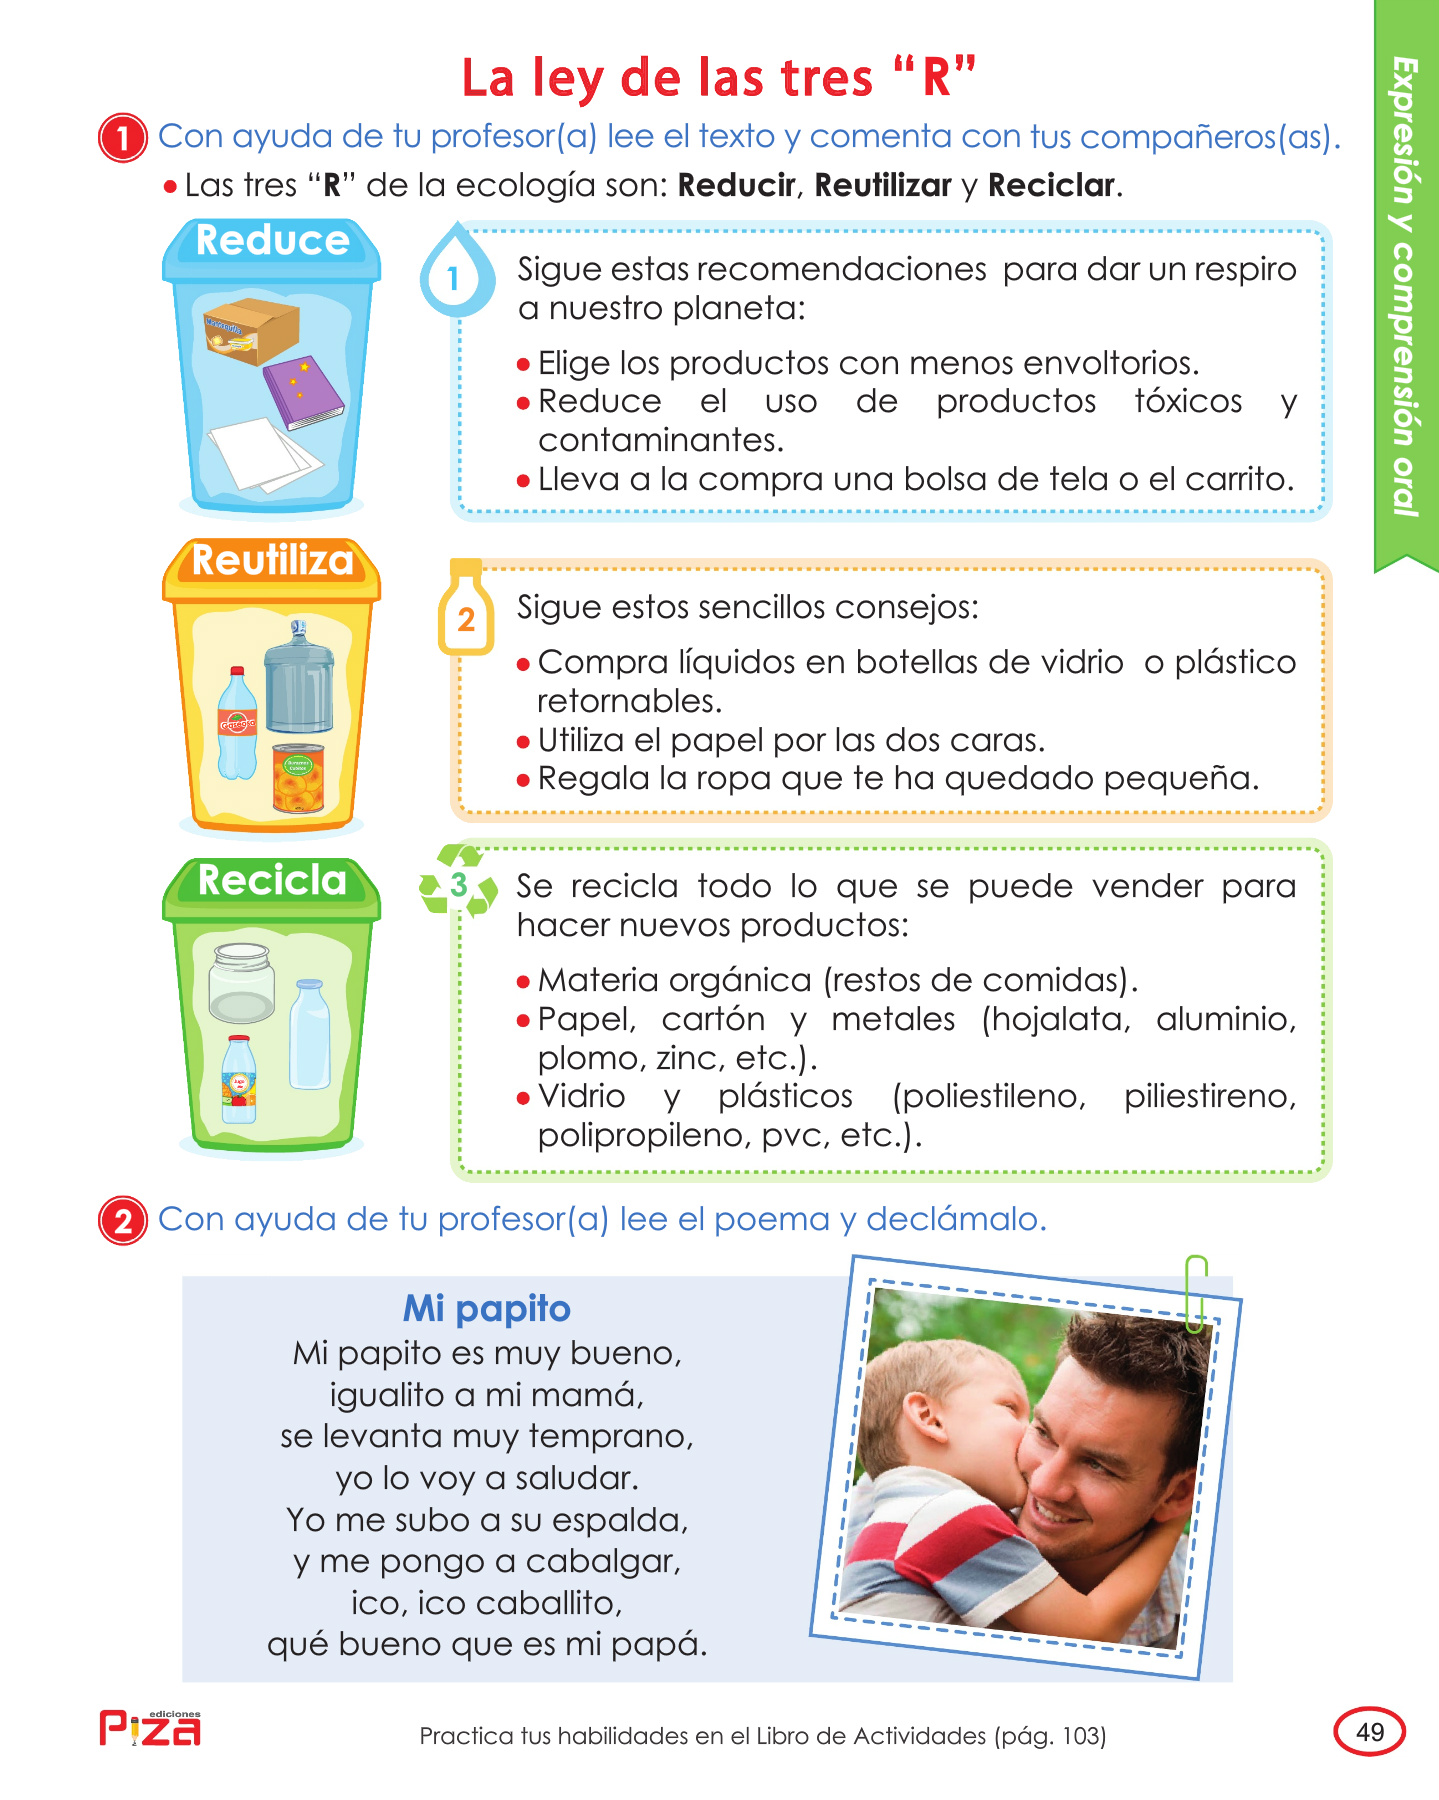 La ley de las tres “R”
Expresión y comprensión oral
1 Con ayuda de tu profesor(a) lee el texto y comenta con tus compañeros(as).
• Las tres “R” de la ecología son: Reducir, Reutilizar y Reciclar.
Reduce
1
Sigue estas recomendaciones para dar un respiro
a nuestro planeta:
• Elige los productos con menos envoltorios.
• Reduce el uso de productos tóxicos y
contaminantes.
• Lleva a la compra una bolsa de tela o el carrito.
Reutiliza
Gaseosa
2
Sigue estos sencillos consejos:
• Compra líquidos en botellas de vidrio o plástico
retornables.
• Utiliza el papel por las dos caras.
• Regala la ropa que te ha quedado pequeña.
Recicla
3
Se recicla todo lo que se puede vender para
hacer nuevos productos:
• Materia orgánica (restos de comidas).
• Papel, cartón y metales (hojalata, aluminio,
plomo, zinc, etc.).
• Vidrio y plásticos (poliestileno, piliestireno,
polipropileno, pvc, etc.).
2 Con ayuda de tu profesor(a) lee el poema y declámalo.
Mi papito
Mi papito es muy bueno,
igualito a mi mamá,
se levanta muy temprano,
yo lo voy a saludar.
Yo me subo a su espalda,
y me pongo a cabalgar,
ico, ico caballito,
qué bueno que es mi papá.
ediciones
Piza
Practica tus habilidades en el Libro de Actividades (pág. 103)
49